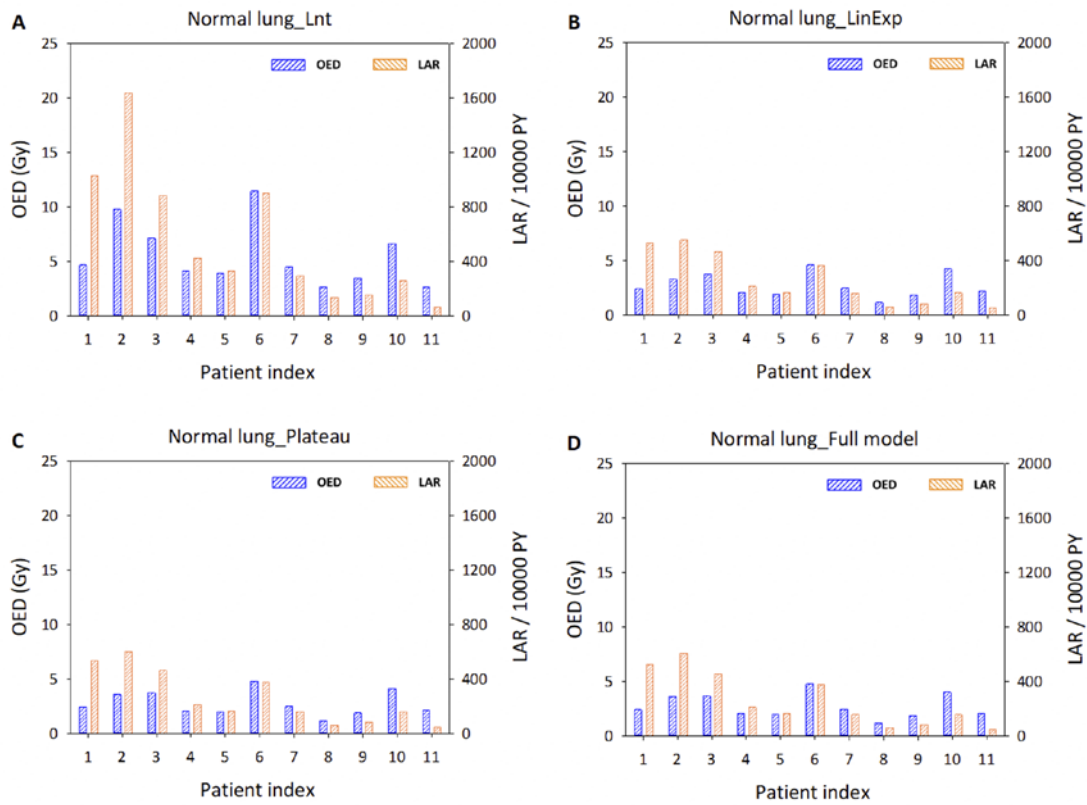 A Normal lung_Lnt
25 2000
OED LAR
20 1600
15 1200
10 800
5 400
0 0
OED (Gy)
LAR / 10000 PY
1 2 3 4 5 6 7 8 9 10 11
Patient index
B Normal lung_LinExp
25 2000
OED LAR
20 1600
15 1200
10 800
5 400
0 0
OED (Gy)
LAR / 10000 PY
1 2 3 4 5 6 7 8 9 10 11
Patient index
C Normal lung_Plateau
25 2000
OED LAR
20 1600
15 1200
10 800
5 400
0 0
OED (Gy)
LAR / 10000 PY
1 2 3 4 5 6 7 8 9 10 11
Patient index
D Normal lung_Full model
25 2000
OED LAR
20 1600
15 1200
10 800
5 400
0 0
OED (Gy)
LAR / 10000 PY
1 2 3 4 5 6 7 8 9 10 11
Patient index